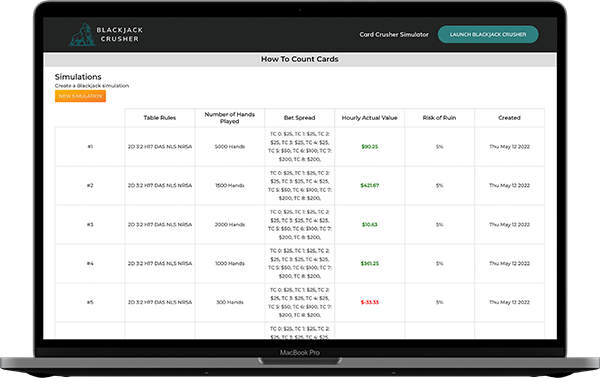 BLACKJACK
CRUSHER
Card Crusher Simulator
LAUNCH BLACKJACK CRUSHER
How To Count Cards
Simulations
Create a Blackjack simulation
NEW SIMULATION
Table Rules
Number of Hands
Played
Bet Spread
Hourly Actual Value
Risk of Ruin
Created
#1
2D 3:2 H17 DAS NLS NRSA
5000 Hands
TC 0: $25, TC 1: $25, TC 2:
$25, TC 3: $25, TC 4: $25,
TC 5: $50, TC 6: $100, TC 7:
$200, TC 8: $200,
$90.25
5%
Thu May 12 2022
#2
2D 3:2 H17 DAS NLS NRSA
1500 Hands
TC 0: $25, TC 1: $25, TC 2:
$25, TC 3: $25, TC 4: $25,
TC 5: $50, TC 6: $100, TC 7:
$200, TC 8: $200,
$421.67
5%
Thu May 12 2022
#3
2D 3:2 H17 DAS NLS NRSA
2000 Hands
TC 0: $25, TC 1: $25, TC 2:
$25, TC 3: $25, TC 4: $25,
TC 5: $50, TC 6: $100, TC 7:
$200, TC 8: $200,
$10.63
5%
Thu May 12 2022
#4
2D 3:2 H17 DAS NLS NRSA
1000 Hands
TC 0: $25, TC 1: $25, TC 2:
$25, TC 3: $25, TC 4: $25,
TC 5: $50, TC 6: $100, TC 7:
$200, TC 8: $200,
$361.25
5%
Thu May 12 2022
#5
2D 3:2 H17 DAS NLS NRSA
300 Hands
TC 0: $25, TC 1: $25, TC 2:
$25, TC 3: $25, TC 4: $25,
TC 5: $50, TC 6: $100, TC 7:
$200, TC 8: $200,
$-33.33
5%
Thu May 12 2022
TC 0: $25, TC 1: $25, TC 2:
$25, TC 3: $25, TC 4: $25,
MacBook Pro